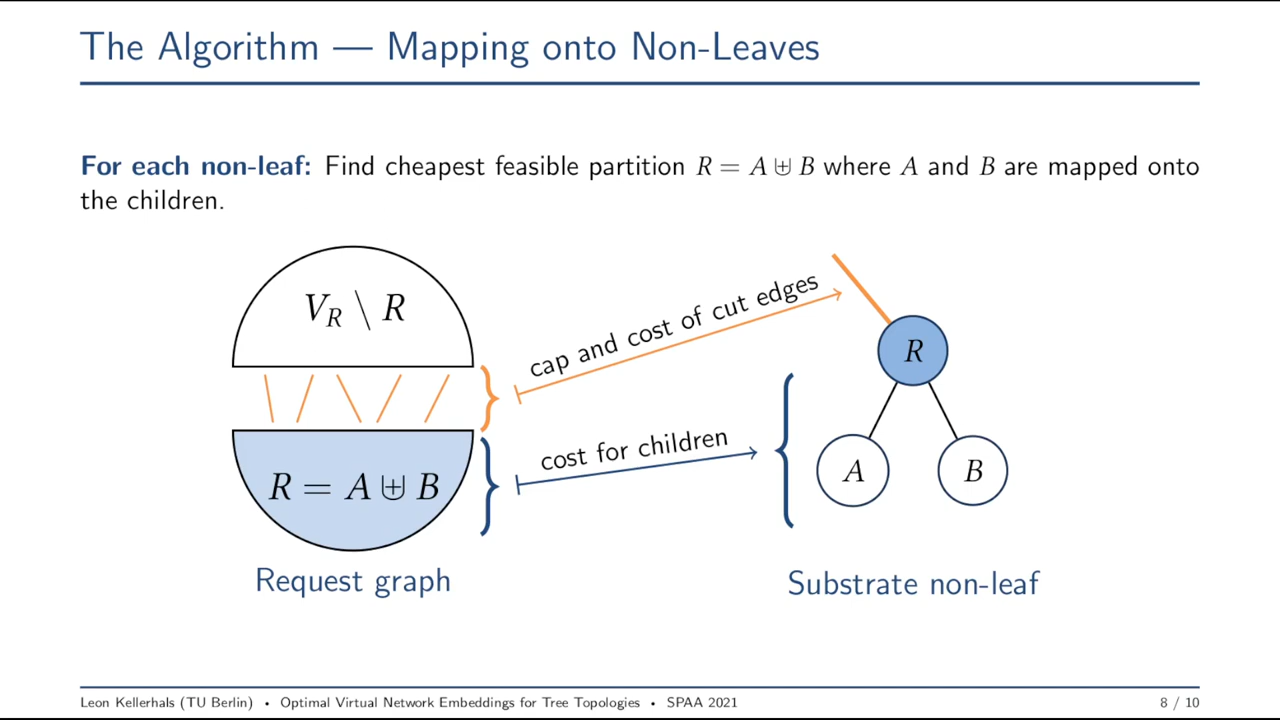 The Algorithm — Mapping onto Non-Leaves
For each non-leaf: Find cheapest feasible partition R = A ⊎ B where A and B are mapped onto
the children.
V_R \ R
cap and cost of cut edges
R
R = A ⊎ B
cost for children
A
B
Request graph
Substrate non-leaf
Leon Kellerhals (TU Berlin) • Optimal Virtual Network Embeddings for Tree Topologies • SPAA 2021
8 / 10